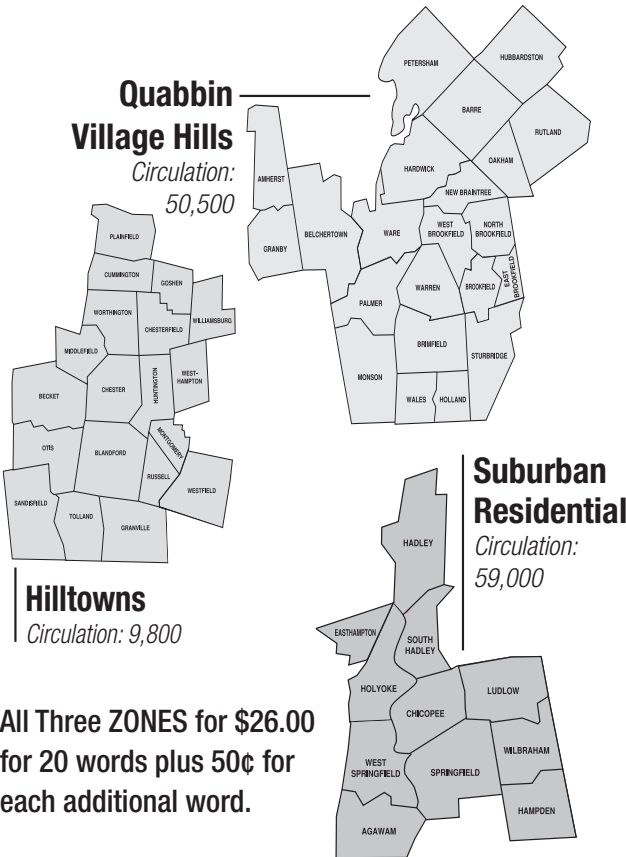 Quabbin
Village Hills
Circulation:
50,500
PETERSHAM
HUBBARDSTON
BARRE
RUTLAND
HARDWICK
OAKHAM
NEW BRAINTREE
AMHERST
GRANBY
BELCHERTOWN
WARE
WEST
BROOKFIELD
NORTH
BROOKFIELD
PALMER
WARREN
BROOKFIELD
EAST
BROOKFIELD
BRIMFIELD
STURBRIDGE
MONSON
WALES
HOLLAND
PLAINFIELD
CUMMINGTON
GOSHEN
WORTHINGTON
CHESTERFIELD
WILLIAMSBURG
MIDDLEFIELD
BECKET
CHESTER
HUNTINGTON
WEST-
HAMPTON
OTIS
BLANDFORD
MONTGOMERY
RUSSELL
WESTFIELD
SANDISFIELD
TOLLAND
GRANVILLE
Hilltowns
Circulation: 9,800
Suburban
Residential
Circulation:
59,000
HADLEY
EASTHAMPTON
SOUTH
HADLEY
HOLYOKE
CHICOPEE
LUDLOW
WEST
SPRINGFIELD
SPRINGFIELD
WILBRAHAM
HAMPDEN
AGAWAM
All Three ZONES for $26.00
for 20 words plus 50¢ for
each additional word.